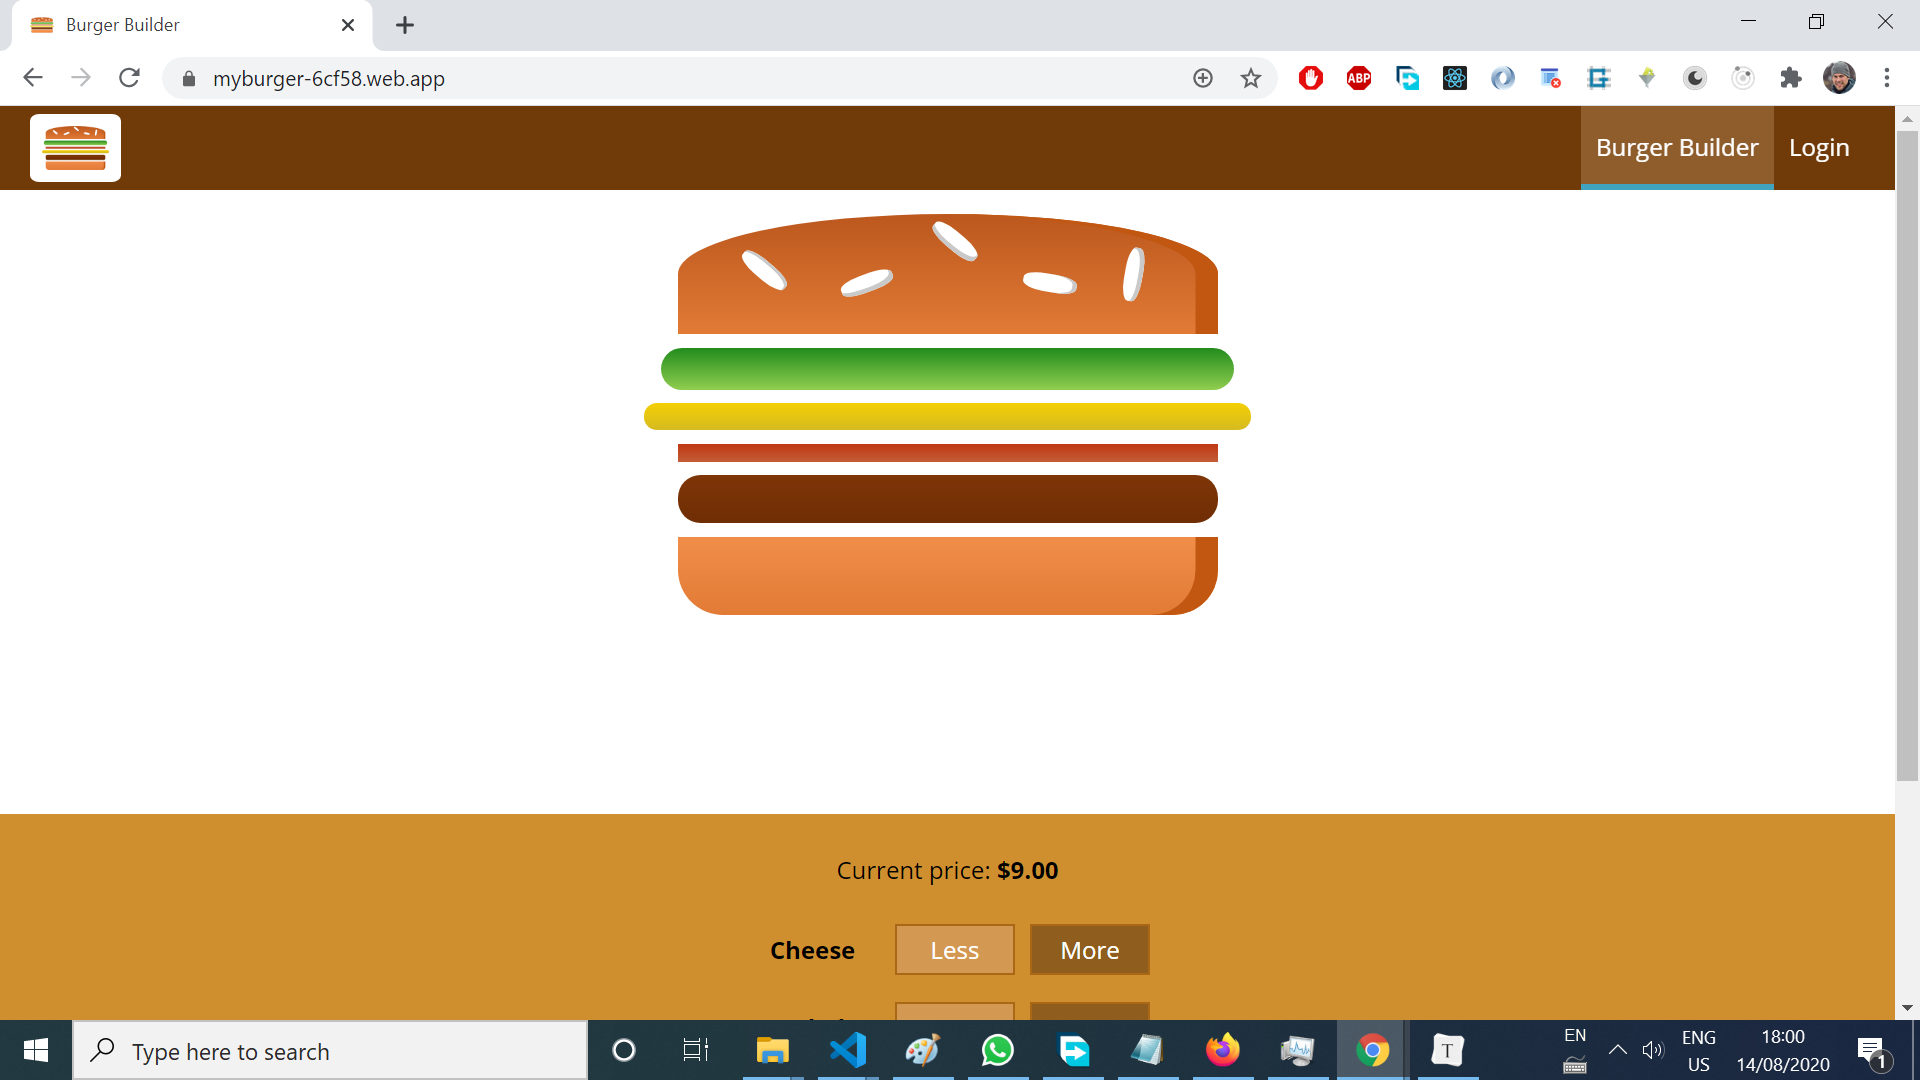 Burger Builder
myburger-6cf58.web.app
ABP
Burger Builder
Login
Current price: $9.00
Cheese
Less
More
Type here to search
T
EN
ENG
US
18:00
14/08/2020
1